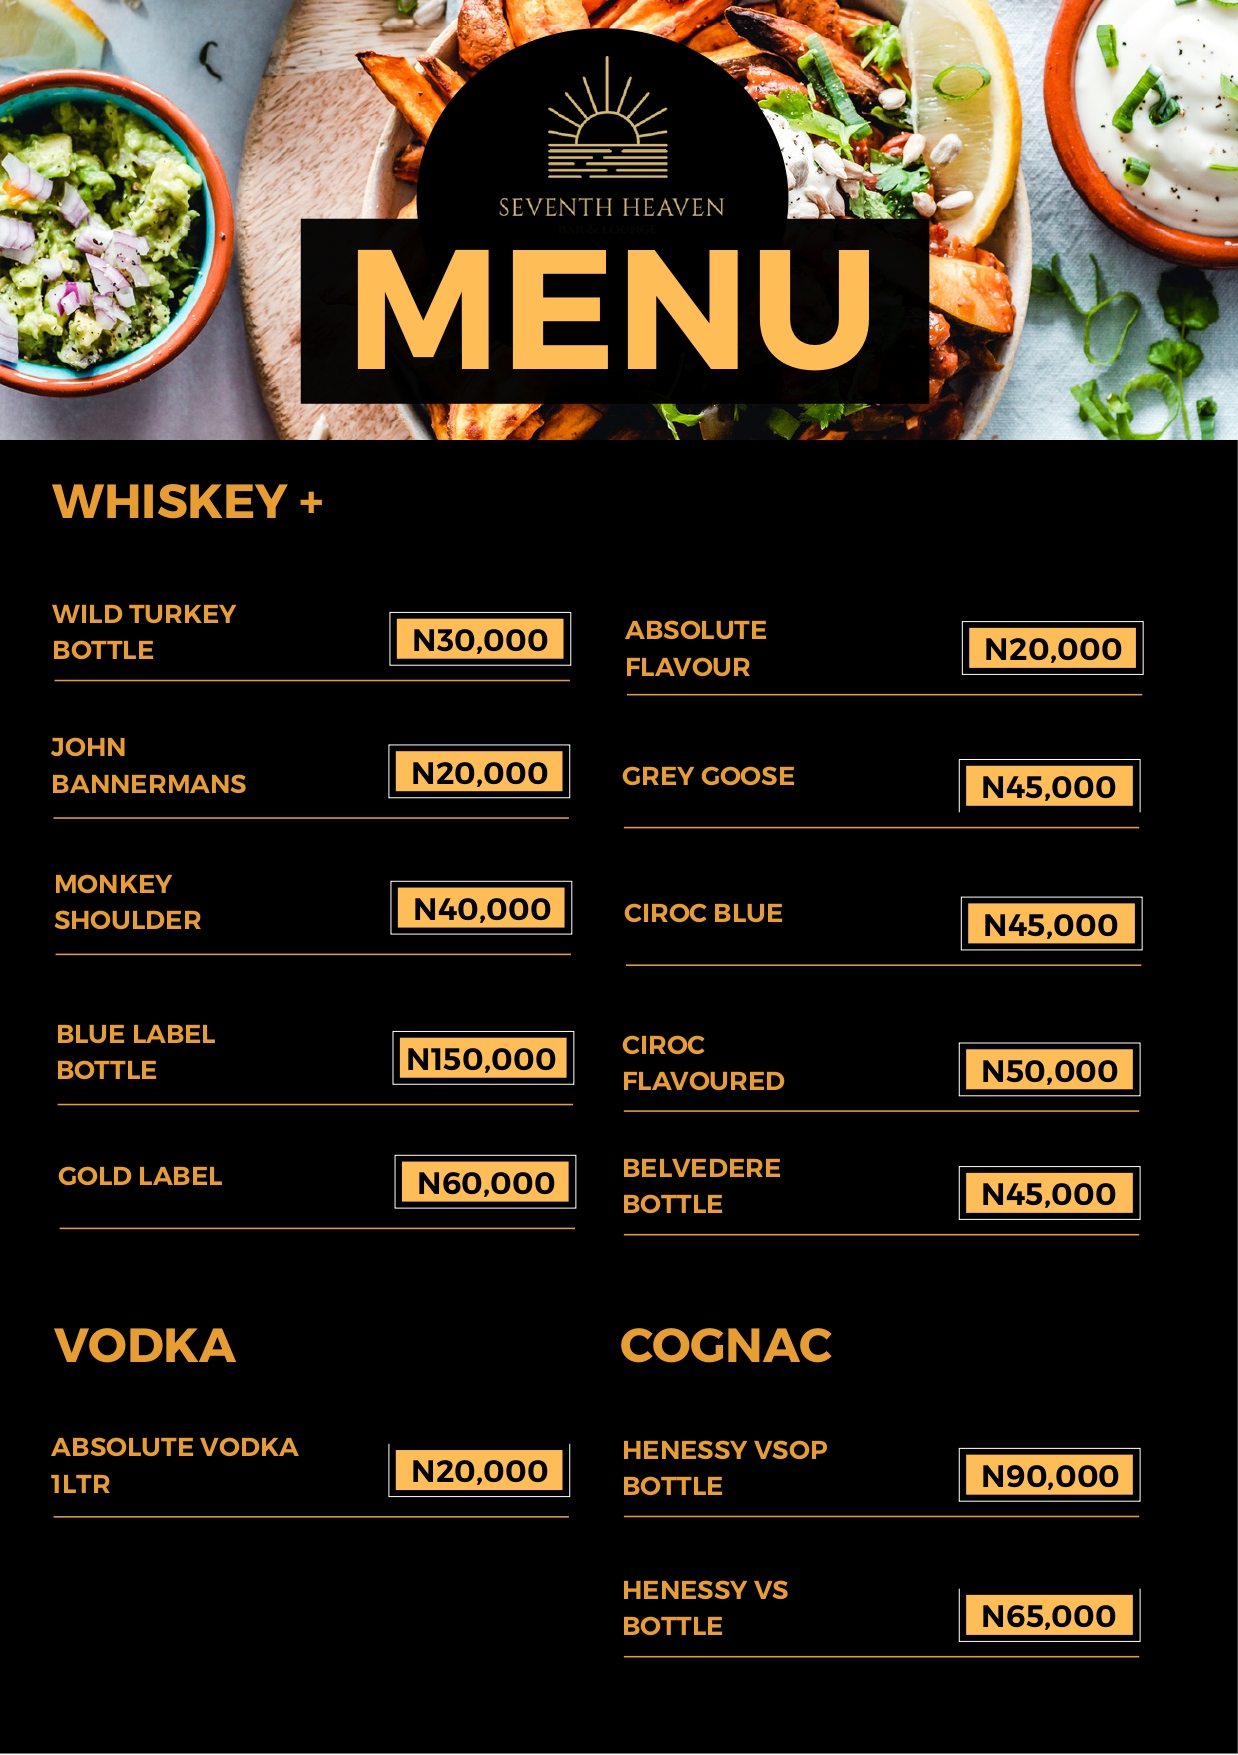 SEVENTH HEAVEN
BAR & LOUNGE
MENU
WHISKEY +
WILD TURKEY
BOTTLE
N30,000
JOHN
BANNERMANS
N20,000
MONKEY
SHOULDER
N40,000
BLUE LABEL
BOTTLE
N150,000
GOLD LABEL
N60,000
ABSOLUTE
FLAVOUR
N20,000
GREY GOOSE
N45,000
CIROC BLUE
N45,000
CIROC
FLAVOURED
N50,000
BELVEDERE
BOTTLE
N45,000
VODKA
ABSOLUTE VODKA
1LTR
N20,000
COGNAC
HENESSY VSOP
BOTTLE
N90,000
HENESSY VS
BOTTLE
N65,000